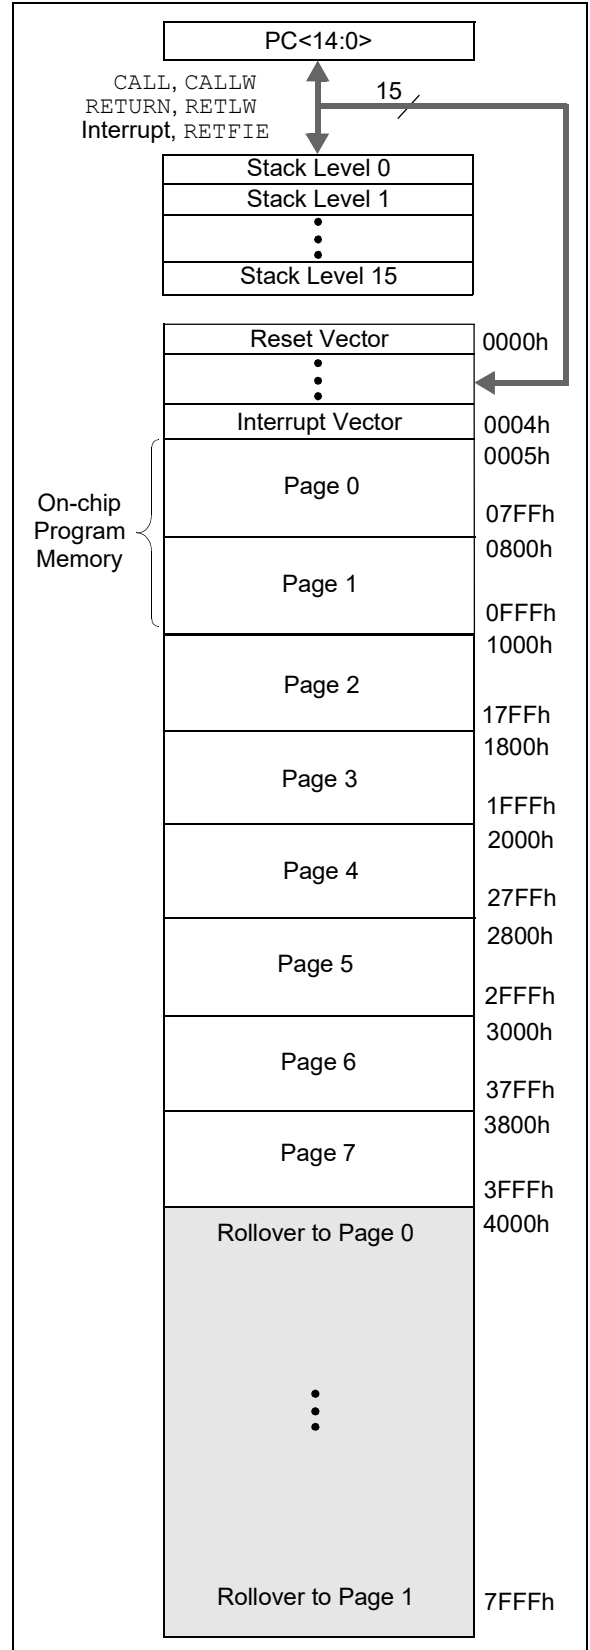 PC<14:0>
CALL, CALLW
15
RETURN, RETLW
Interrupt, RETFIE
Stack Level 0
Stack Level 1
Stack Level 15
Reset Vector
0000h
Interrupt Vector
0004h
0005h
On-chip
Program
Memory
Page 0
07FFh
0800h
Page 1
0FFFh
1000h
Page 2
17FFh
1800h
Page 3
1FFFh
2000h
Page 4
27FFh
2800h
Page 5
2FFFh
3000h
Page 6
37FFh
3800h
Page 7
3FFFh
4000h
Rollover to Page 0
Rollover to Page 1
7FFFh